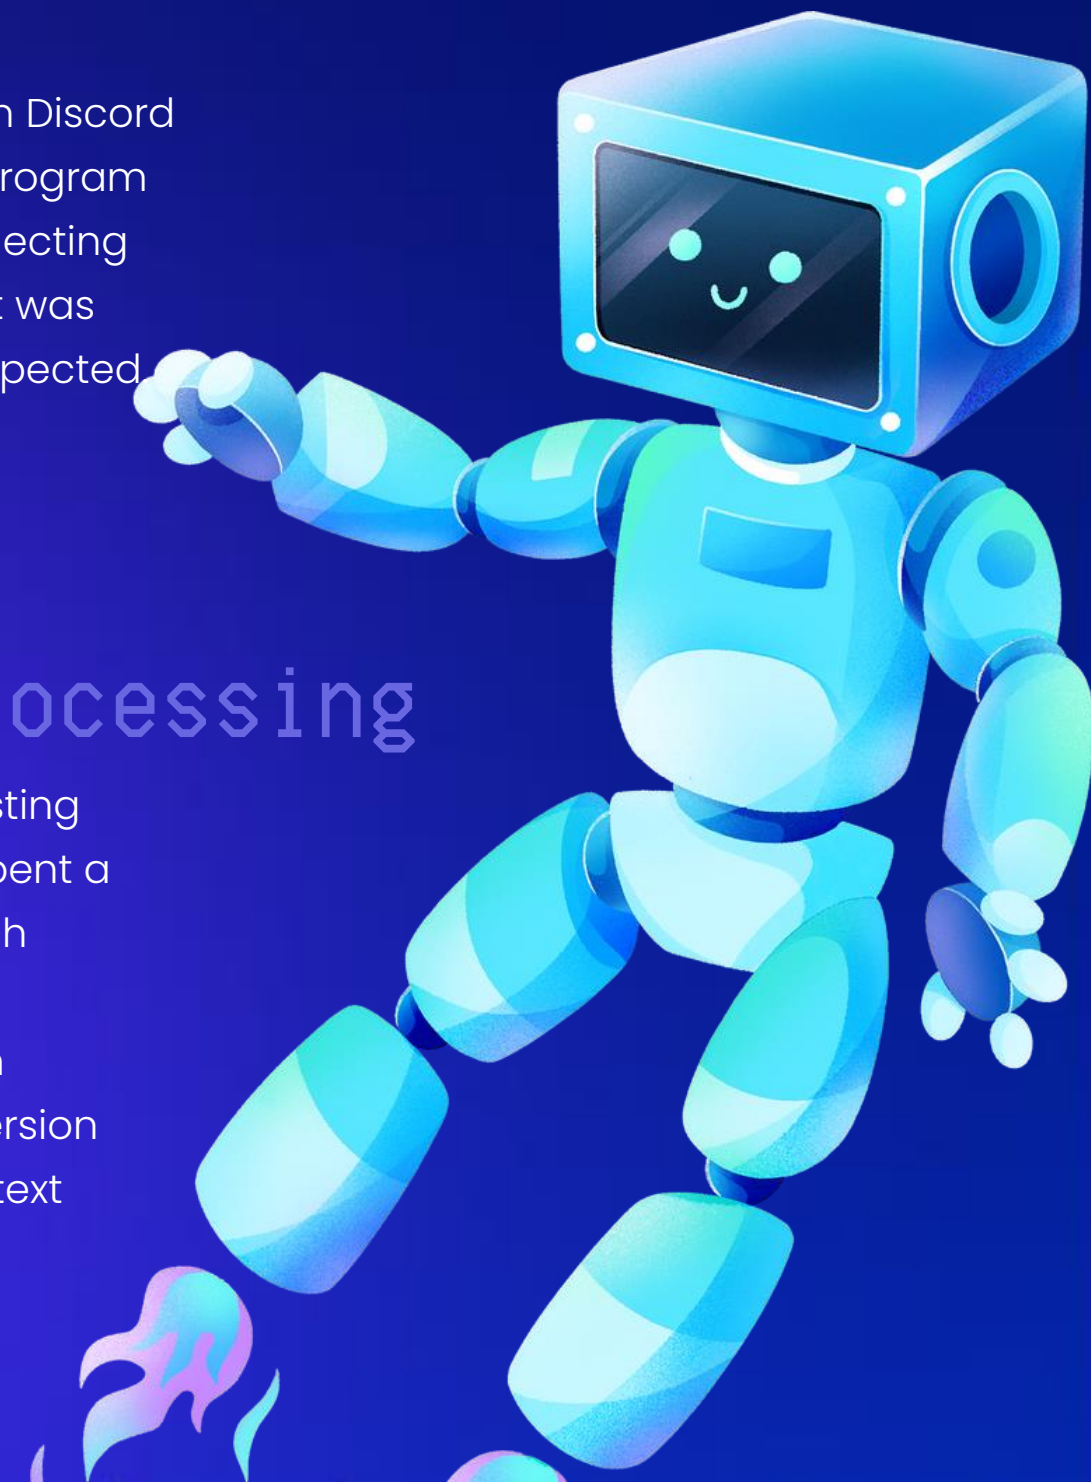 n Discord
rogram
ecting
t was
pected.
ocessing
sting
pent a
h
n
ersion
text